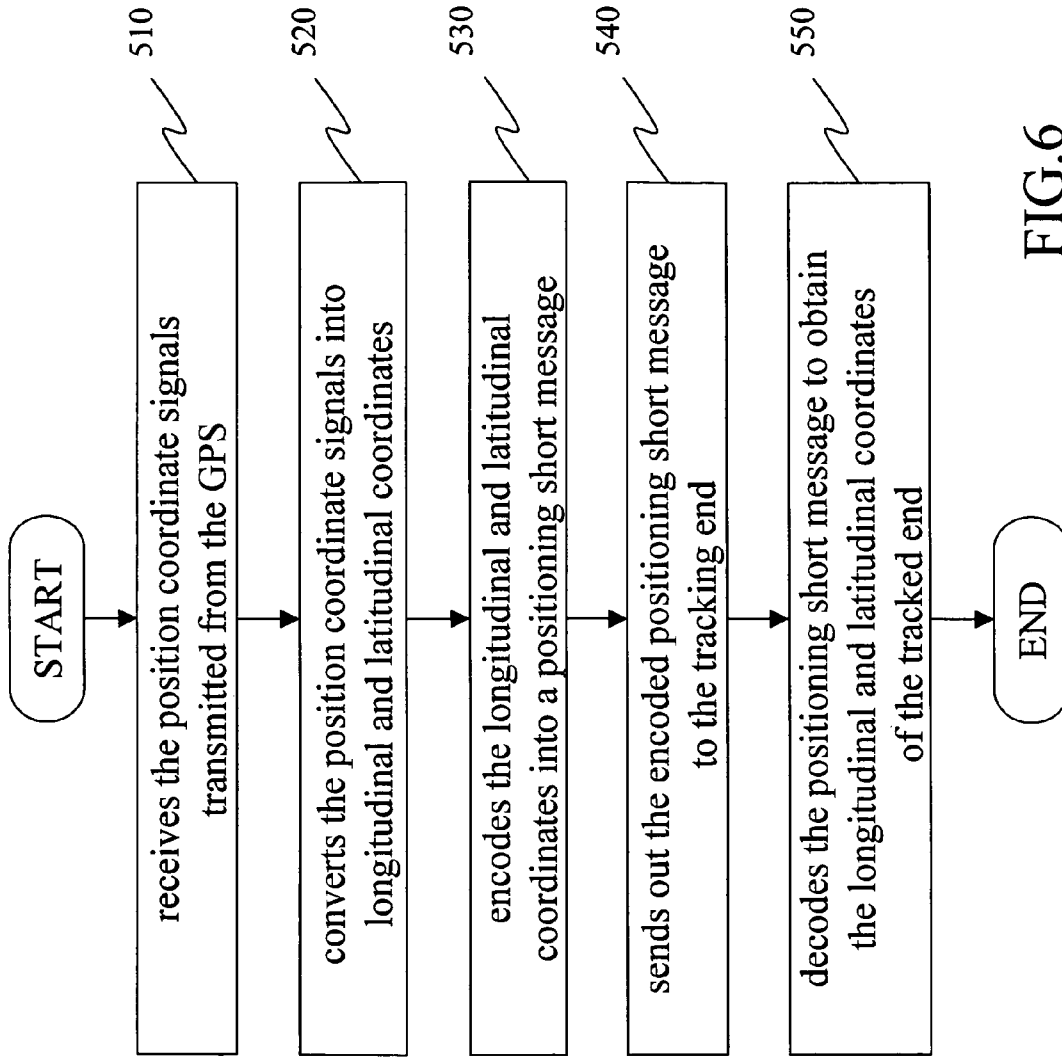 START
receives the position coordinate signals
transmitted from the GPS
510
converts the position coordinate signals into
longitudinal and latitudinal coordinates
520
encodes the longitudinal and latitudinal
coordinates into a positioning short message
530
sends out the encoded positioning short message
to the tracking end
540
decodes the positioning short message to obtain
the longitudinal and latitudinal coordinates
of the tracked end
550
END
FIG.6